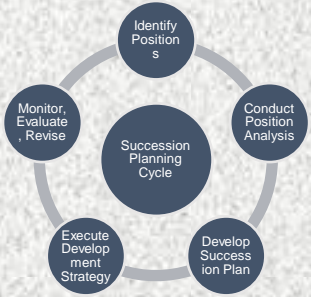 Identify
Position
s
Conduct
Position
Analysis
Develop
Success
ion Plan
Execute
Develop
ment
Strategy
Monitor,
Evaluate
, Revise
Succession
Planning
Cycle